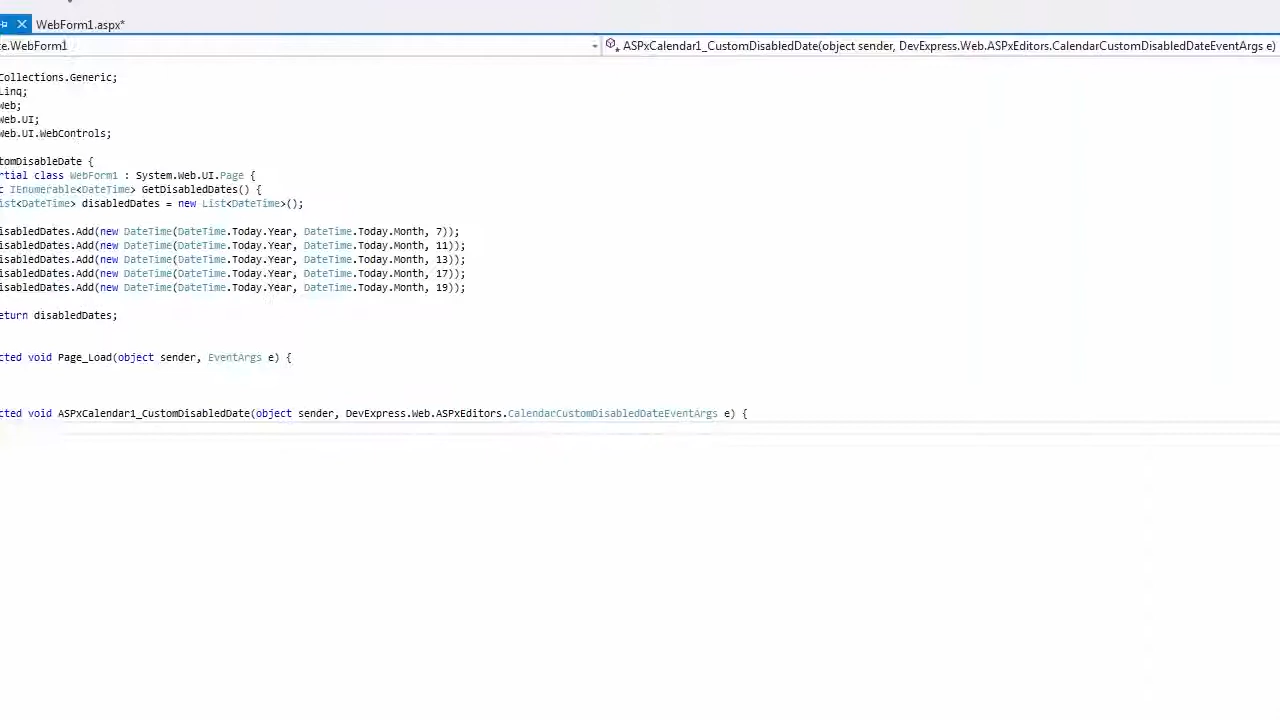 WebForm1.aspx*
e.WebForm1
ASPxCalendar1_CustomDisabledDate(object sender, DevExpress.Web.ASPxEditors.CalendarCustomDisabledDateEventArgs e)
Collections.Generic;
Linq;
Web;
Web.UI;
Web.UI.WebControls;
tomDisableDate {
rtial class WebForm1 : System.Web.UI.Page {
c IEnumerable<DateTime> GetDisabledDates() {
ist<DateTime> disabledDates = new List<DateTime>();
isabledDates.Add(new DateTime(DateTime.Today.Year, DateTime.Today.Month, 7));
isabledDates.Add(new DateTime(DateTime.Today.Year, DateTime.Today.Month, 11));
isabledDates.Add(new DateTime(DateTime.Today.Year, DateTime.Today.Month, 13));
isabledDates.Add(new DateTime(DateTime.Today.Year, DateTime.Today.Month, 17));
isabledDates.Add(new DateTime(DateTime.Today.Year, DateTime.Today.Month, 19));
eturn disabledDates;
cted void Page_Load(object sender, EventArgs e) {
cted void ASPxCalendar1_CustomDisabledDate(object sender, DevExpress.Web.ASPxEditors.CalendarCustomDisabledDateEventArgs e) {